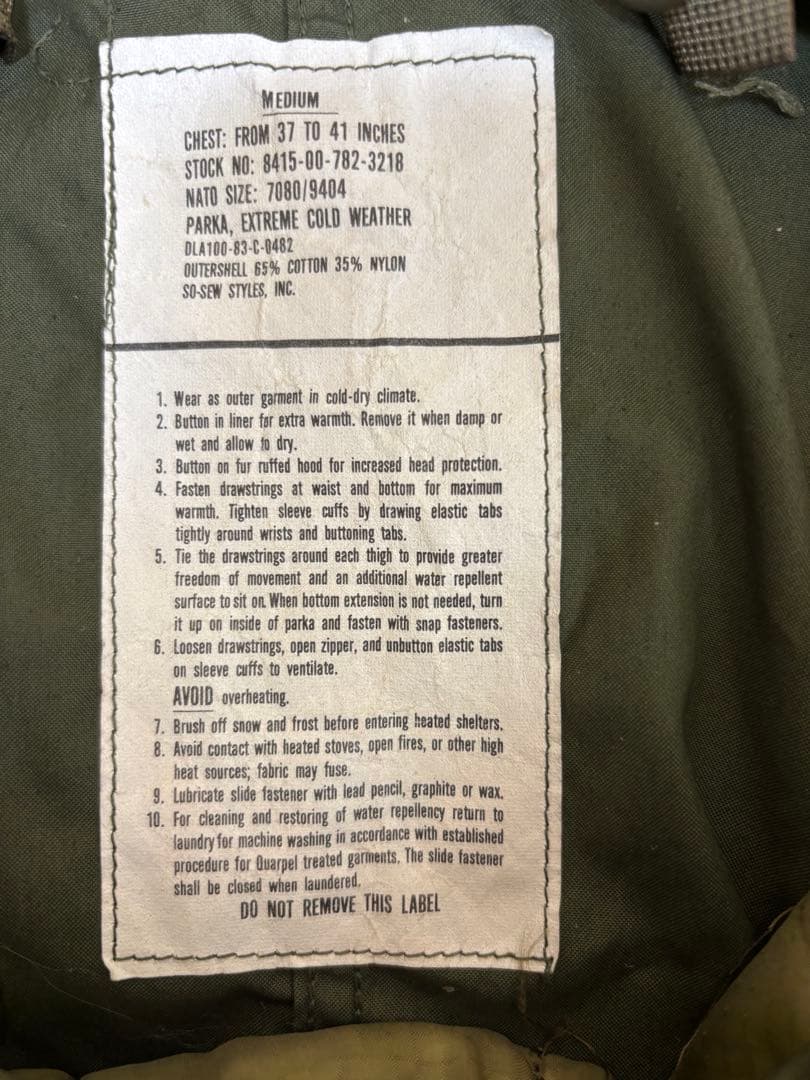 MEDIUM
CHEST: FROM 37 TO 41 INCHES
STOCK NO: 8415-00-782-3218
NATO SIZE: 7080/9404
PARKA, EXTREME COLD WEATHER
DLA100-83-C-0482
OUTERSHELL 65% COTTON 35% NYLON
SO-SEW STYLES, INC.
1. Wear as outer garment in cold-dry climate.
2. Button in liner for extra warmth. Remove it when damp or
wet and allow to dry.
3. Button on fur ruffed hood for increased head protection.
4. Fasten drawstrings at waist and bottom for maximum
warmth. Tighten sleeve cuffs by drawing elastic tabs
tightly around wrists and buttoning tabs.
5. Tie the drawstrings around each thigh to provide greater
freedom of movement and an additional water repellent
surface to sit on. When bottom extension is not needed, turn
it up on inside of parka and fasten with snap fasteners.
6. Loosen drawstrings, open zipper, and unbutton elastic tabs
on sleeve cuffs to ventilate.
AVOID overheating.
7. Brush off snow and frost before entering heated shelters.
8. Avoid contact with heated stoves, open fires, or other high
heat sources; fabric may fuse.
9. Lubricate slide fastener with lead pencil, graphite or wax.
10. For cleaning and restoring of water repellency return to
laundry for machine washing in accordance with established
procedure for Quarpel treated garments. The slide fastener
shall be closed when laundered.
DO NOT REMOVE THIS LABEL